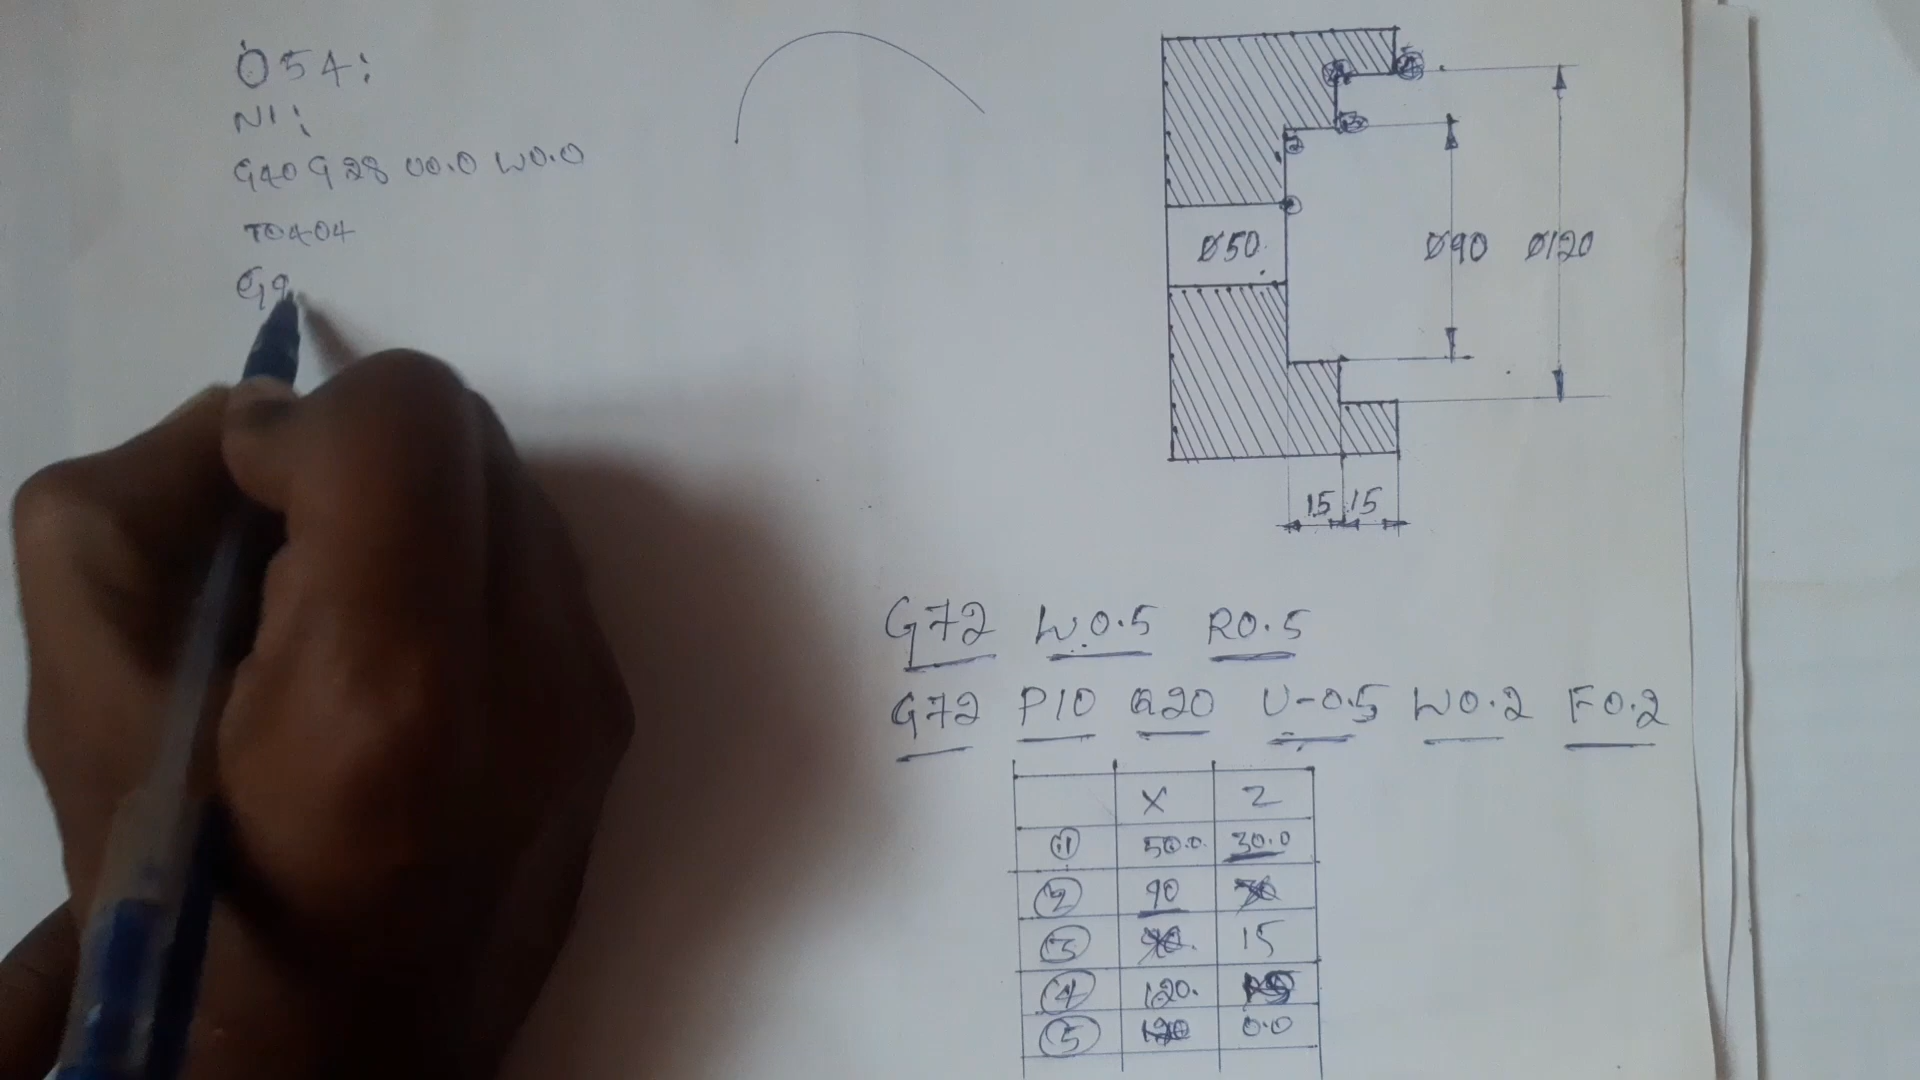 O54;
N1;
G40 G28 U0.0 W0.0
T0404
G9
Ø50
Ø90
Ø120
15 15
G72 W0.5 R0.5
G72 P10 Q20 U-0.5 W0.2 F0.2
X Z
① 50.0. 30.0
② 90
③ 15
④ 120.
⑤ 0.0